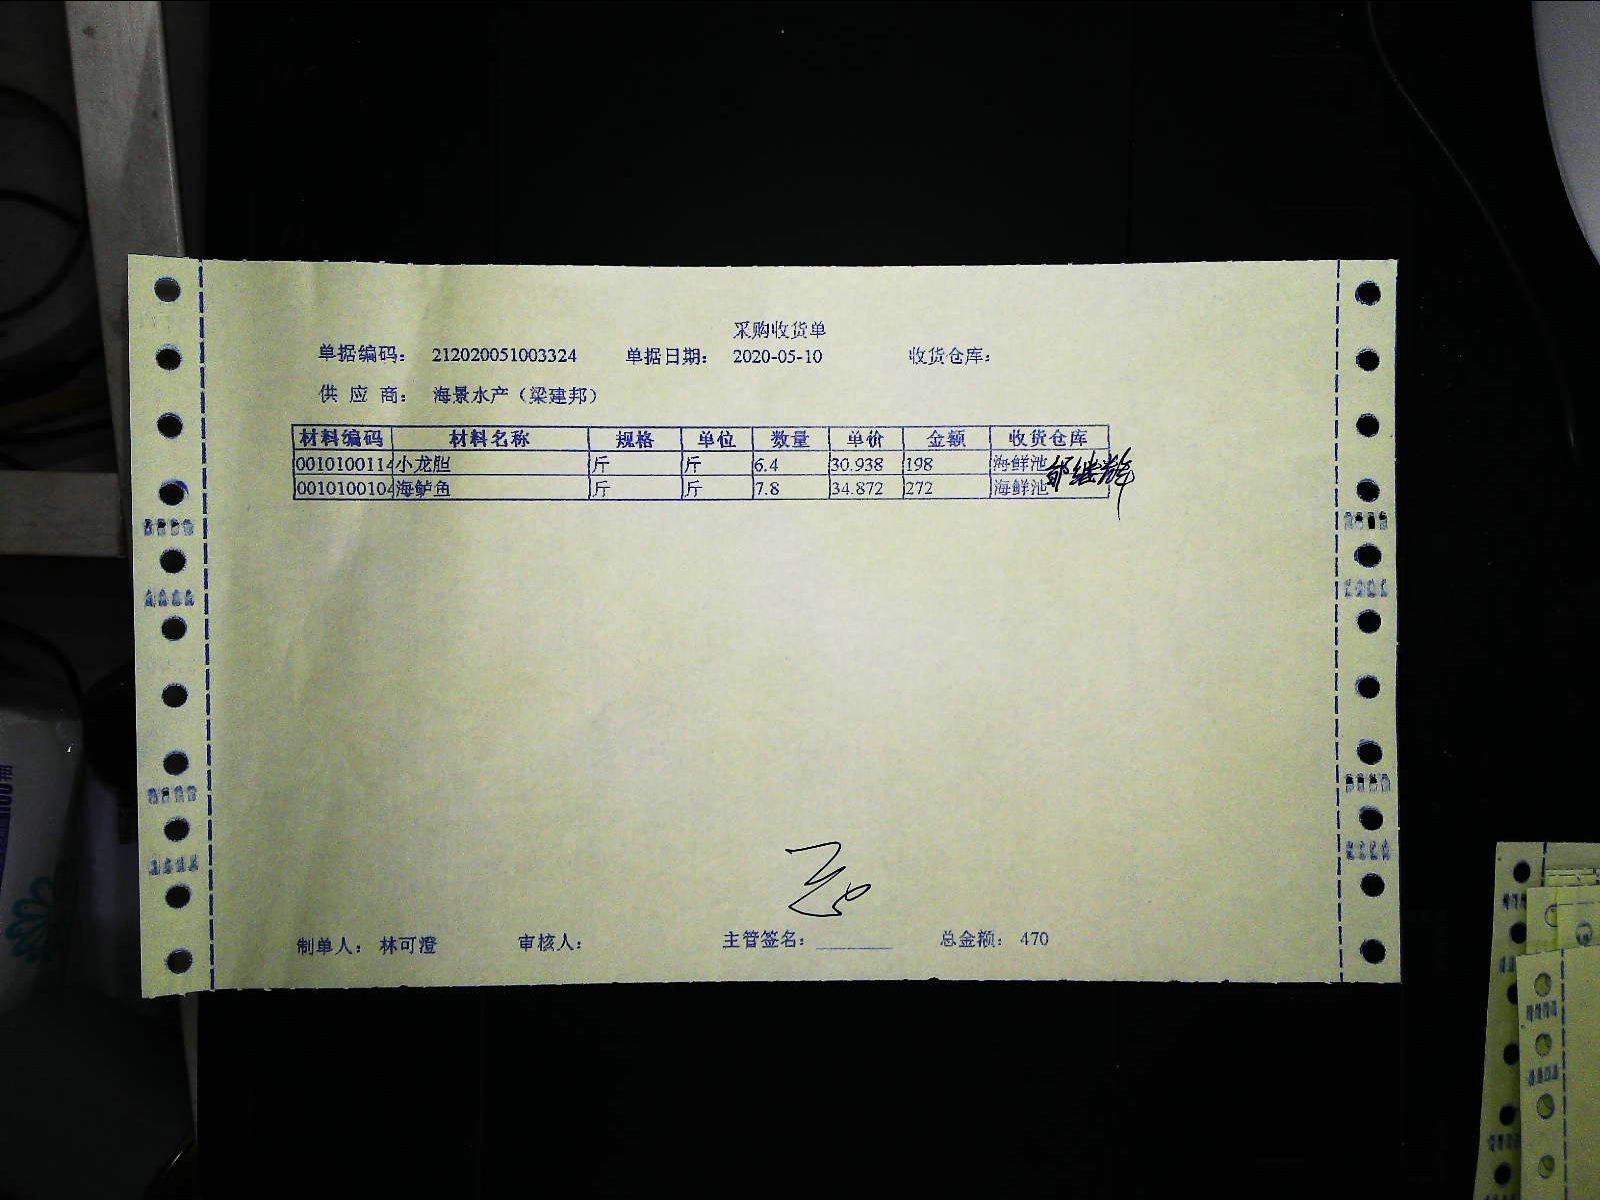 采购收货单
单据编码： 212020051003324 单据日期： 2020-05-10 收货仓库：
供 应 商： 海景水产（梁建邦）
材料编码 材料名称 规格 单位 数量 单价 金额 收货仓库
0010100114 小龙胆 斤 斤 6.4 30.938 198 海鲜池
0010100104 海鲈鱼 斤 斤 7.8 34.872 272 海鲜池
制单人： 林可澄 审核人： 主管签名： 总金额： 470